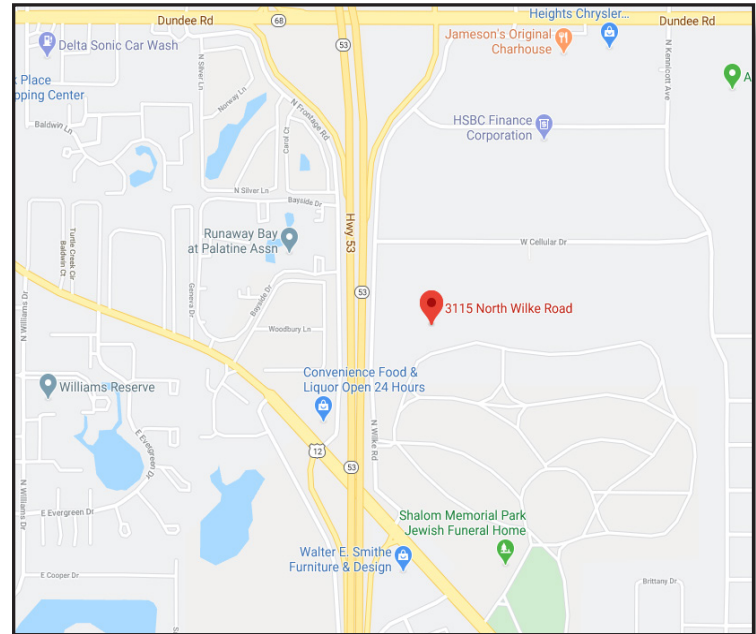 Dundee Rd
68
Heights Chrysler...
Dundee Rd
Delta Sonic Car Wash
53
Jameson's Original
Charhouse
N Kennicott Ave
Place
pping Center
N Silver Ln
Norway Ln
N Frontage Rd
A
Baldwin Ln
HSBC Finance
Corporation
N Silver Ln
Bayside Dr
Turtle Creek Cir
Baldwin Ct
Runaway Bay
at Palatine Assn
Hwy 53
W Cellular Dr
Geneva Dr
Bayside Dr
53
3115 North Wilke Road
N Williams Dr
Woodbury Ln
Williams Reserve
Convenience Food &
Liquor Open 24 Hours
E Evergreen Dr
12
N Wilke Rd
53
N Williams Dr
E Evergreen Dr
Shalom Memorial Park
Jewish Funeral Home
Walter E. Smithe
Furniture & Design
E Cooper Dr
Brittany Dr